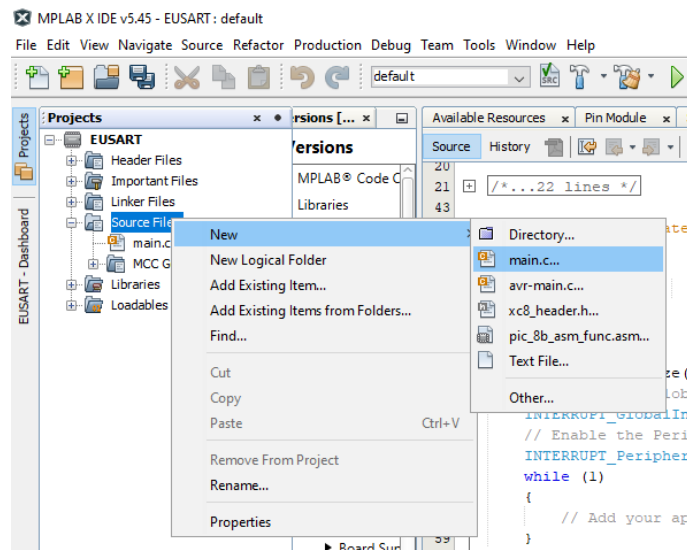 MPLAB X IDE v5.45 - EUSART : default
File Edit View Navigate Source Refactor Production Debug Team Tools Window Help
default
Projects
EUSART - Dashboard
Projects
EUSART
Header Files
Important Files
Linker Files
Source File
main.c
MCC G
Libraries
Loadables
rsions [...
ersions
MPLAB® Code C
Libraries
Available Resources
Pin Module
Source History
20
21 /*...22 lines */
43
New
New Logical Folder
Add Existing Item...
Add Existing Items from Folders...
Find...
Cut
Copy
Paste Ctrl+V
Remove From Project
Rename...
Properties
Directory...
main.c...
avr-main.c...
xc8_header.h...
pic_8b_asm_func.asm...
Text File...
Other...
ate
ze(
lob
INTERRUPT_GlobalIn
// Enable the Peri
INTERRUPT_Peripher
while (1)
{
// Add your ap
59 }
Board Sup